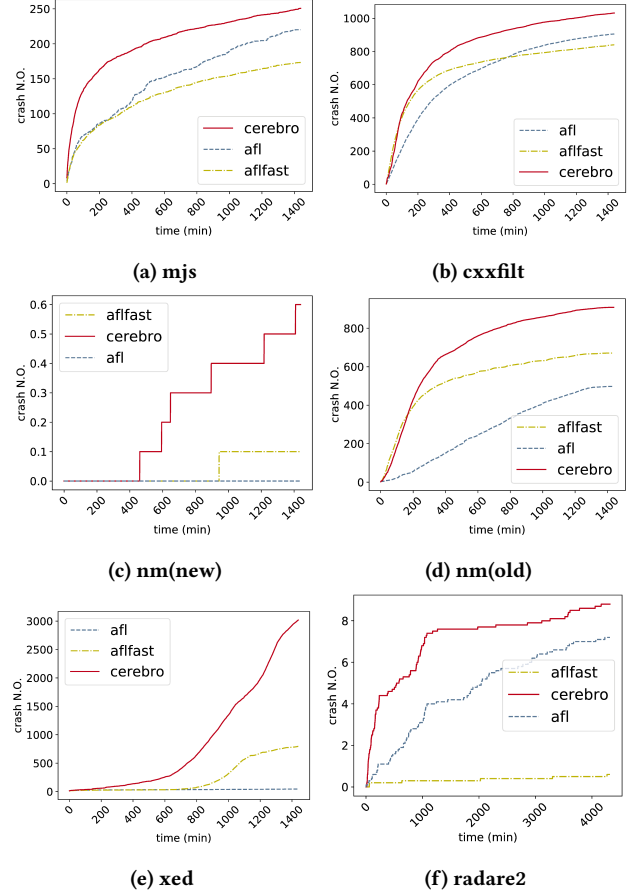 250
200
150
100
50
0
crash N.O.
cerebro
afl
aflfast
0
200
400
600
800
1000
1200
1400
time (min)
(a) mjs
1000
800
600
400
200
0
crash N.O.
afl
aflfast
cerebro
0
200
400
600
800
1000
1200
1400
time (min)
(b) cxxfilt
0.6
0.5
0.4
0.3
0.2
0.1
0.0
crash N.O.
aflfast
cerebro
afl
0
200
400
600
800
1000
1200
1400
time (min)
(c) nm(new)
800
600
400
200
0
crash N.O.
aflfast
afl
cerebro
0
200
400
600
800
1000
1200
1400
time (min)
(d) nm(old)
3000
2500
2000
1500
1000
500
0
crash N.O.
afl
aflfast
cerebro
0
200
400
600
800
1000
1200
1400
time (min)
(e) xed
8
6
4
2
0
crash N.O.
aflfast
cerebro
afl
0
1000
2000
3000
4000
time (min)
(f) radare2